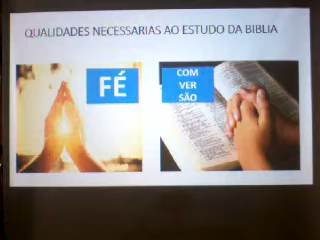 QUALIDADES NECESSARIAS AO ESTUDO DA BIBLIA
FÉ
COM
VER
SÃO